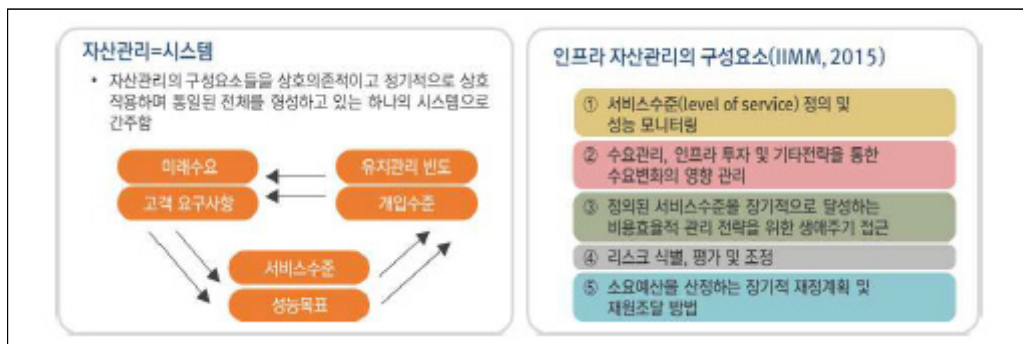 자산관리=시스템
• 자산관리의 구성요소들을 상호의존적이고 정기적으로 상호
작용하며 통일된 전체를 형성하고 있는 하나의 시스템으로
간주함
미래수요
고객 요구사항
유지관리 빈도
개입수준
서비스수준
성능목표
인프라 자산관리의 구성요소(IIMM, 2015)
① 서비스수준(level of service) 정의 및
성능 모니터링
② 수요관리, 인프라 투자 및 기타전략을 통한
수요변화의 영향 관리
③ 정의된 서비스수준을 장기적으로 달성하는
비용효율적 관리 전략을 위한 생애주기 접근
④ 리스크 식별, 평가 및 조정
⑤ 소요예산을 산정하는 장기적 재정계획 및
재원조달 방법